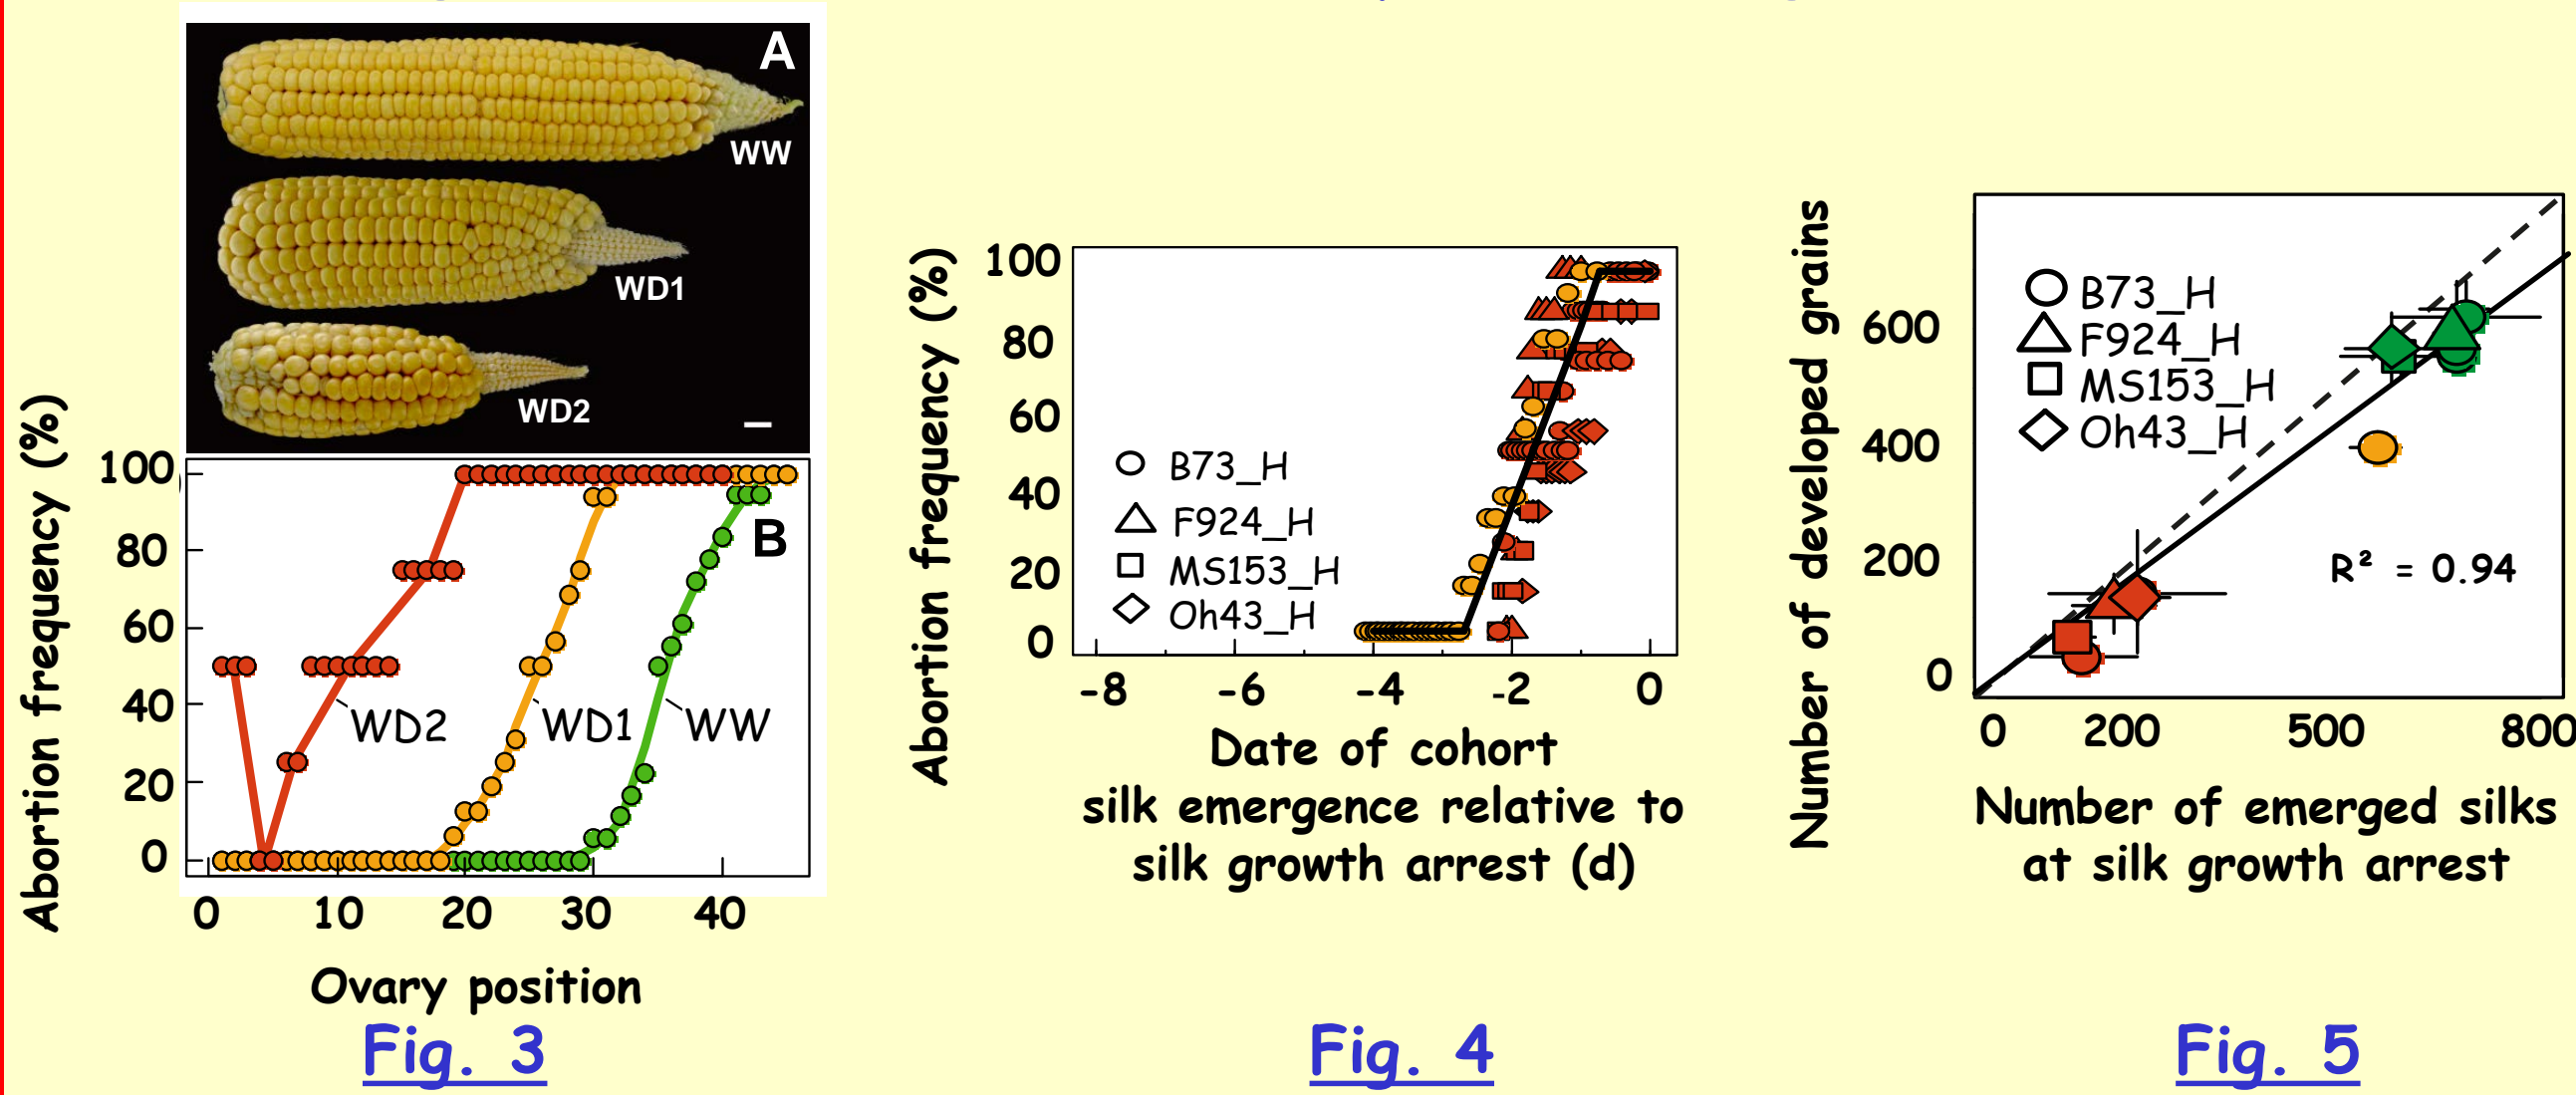 A
WW
WD1
WD2
Abortion frequency (%)
100
80
60
40
20
0
B
WD2
WD1
WW
0 10 20 30 40
Ovary position
Fig. 3
Abortion frequency (%)
100
80
60
40
20
0
B73_H
F924_H
MS153_H
Oh43_H
-8 -6 -4 -2 0
Date of cohort
silk emergence relative to
silk growth arrest (d)
Fig. 4
Number of developed grains
600
400
200
0
B73_H
F924_H
MS153_H
Oh43_H
R² = 0.94
0 200 500 800
Number of emerged silks
at silk growth arrest
Fig. 5